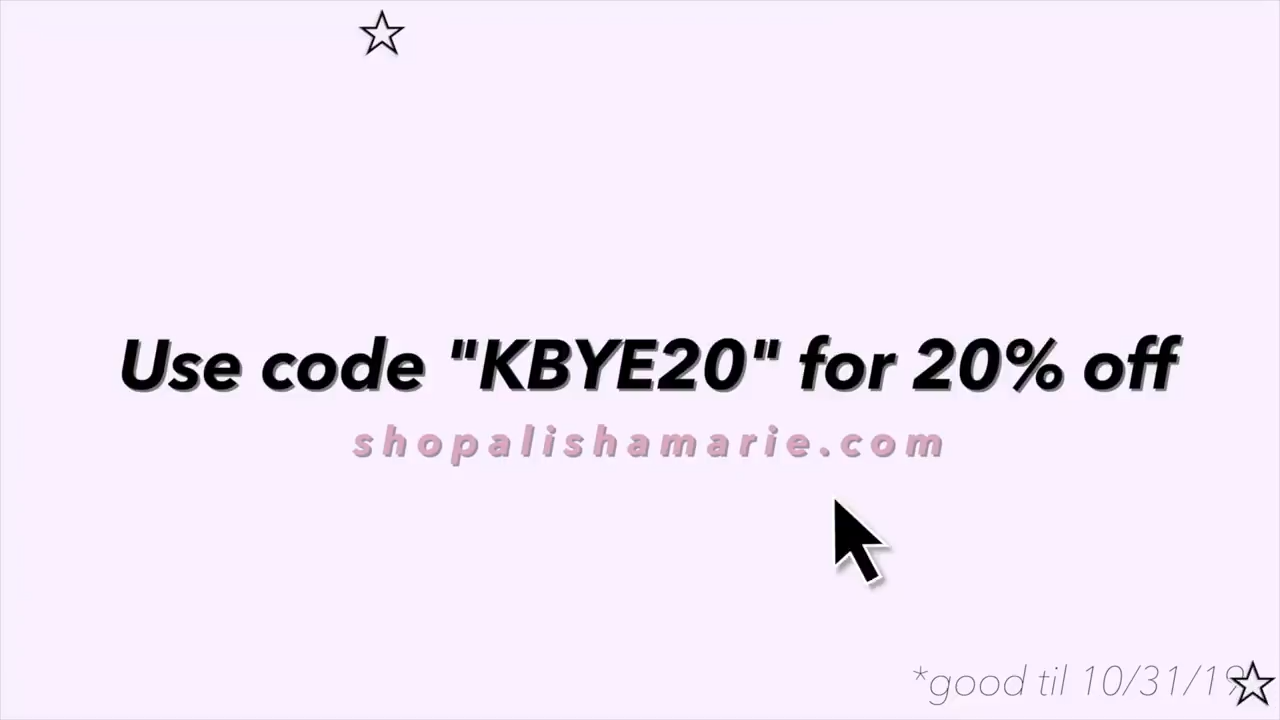 Use code "KBYE20" for 20% off
shopalishamarie.com
*good til 10/31/19